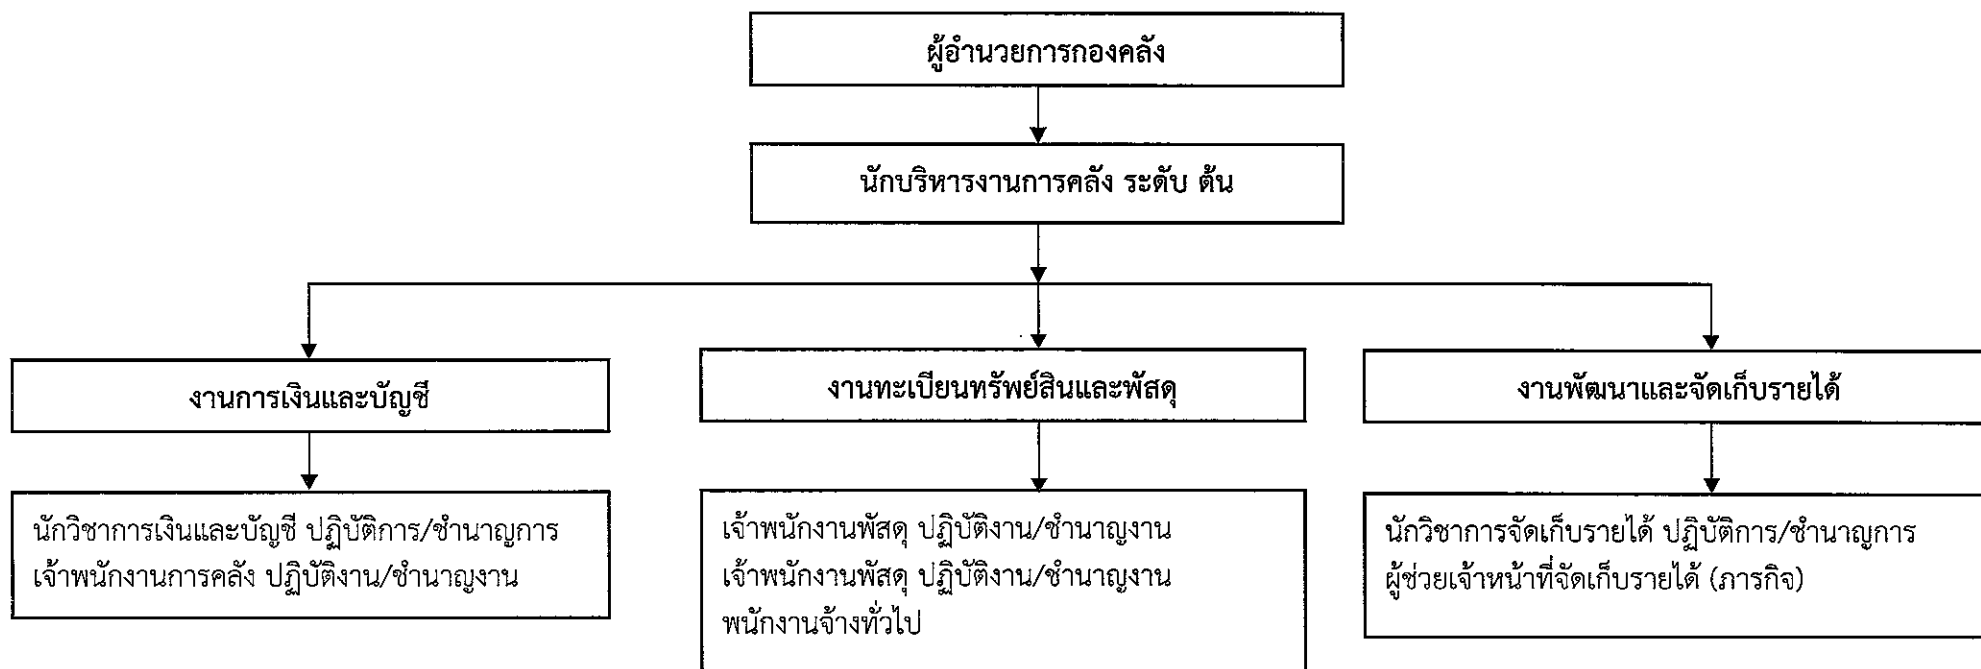 ผู้อำนวยการกองคลัง
นักบริหารงานการคลัง ระดับ ต้น
งานการเงินและบัญชี
งานทะเบียนทรัพย์สินและพัสดุ
งานพัฒนาและจัดเก็บรายได้
นักวิชาการเงินและบัญชี ปฏิบัติการ/ชำนาญการ
เจ้าพนักงานการคลัง ปฏิบัติงาน/ชำนาญงาน
เจ้าพนักงานพัสดุ ปฏิบัติงาน/ชำนาญงาน
เจ้าพนักงานพัสดุ ปฏิบัติงาน/ชำนาญงาน
พนักงานจ้างทั่วไป
นักวิชาการจัดเก็บรายได้ ปฏิบัติการ/ชำนาญการ
ผู้ช่วยเจ้าหน้าที่จัดเก็บรายได้ (ภารกิจ)